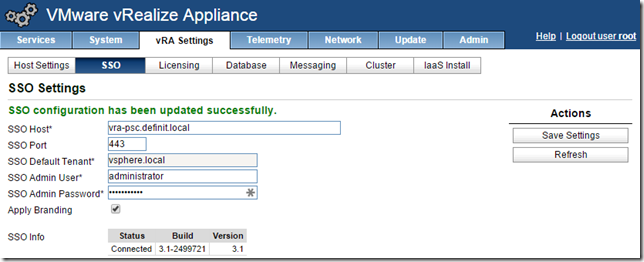 VMware vRealize Appliance
Services System vRA Settings Telemetry Network Update Admin Help | Logout user root
Host Settings SSO Licensing Database Messaging Cluster IaaS Install
SSO Settings
SSO configuration has been updated successfully.
SSO Host* vra-psc.definit.local
SSO Port 443
SSO Default Tenant* vsphere.local
SSO Admin User* administrator
SSO Admin Password* •••••••••••
Apply Branding
SSO Info
Status Build Version
Connected 3.1-2499721 3.1
Actions
Save Settings
Refresh